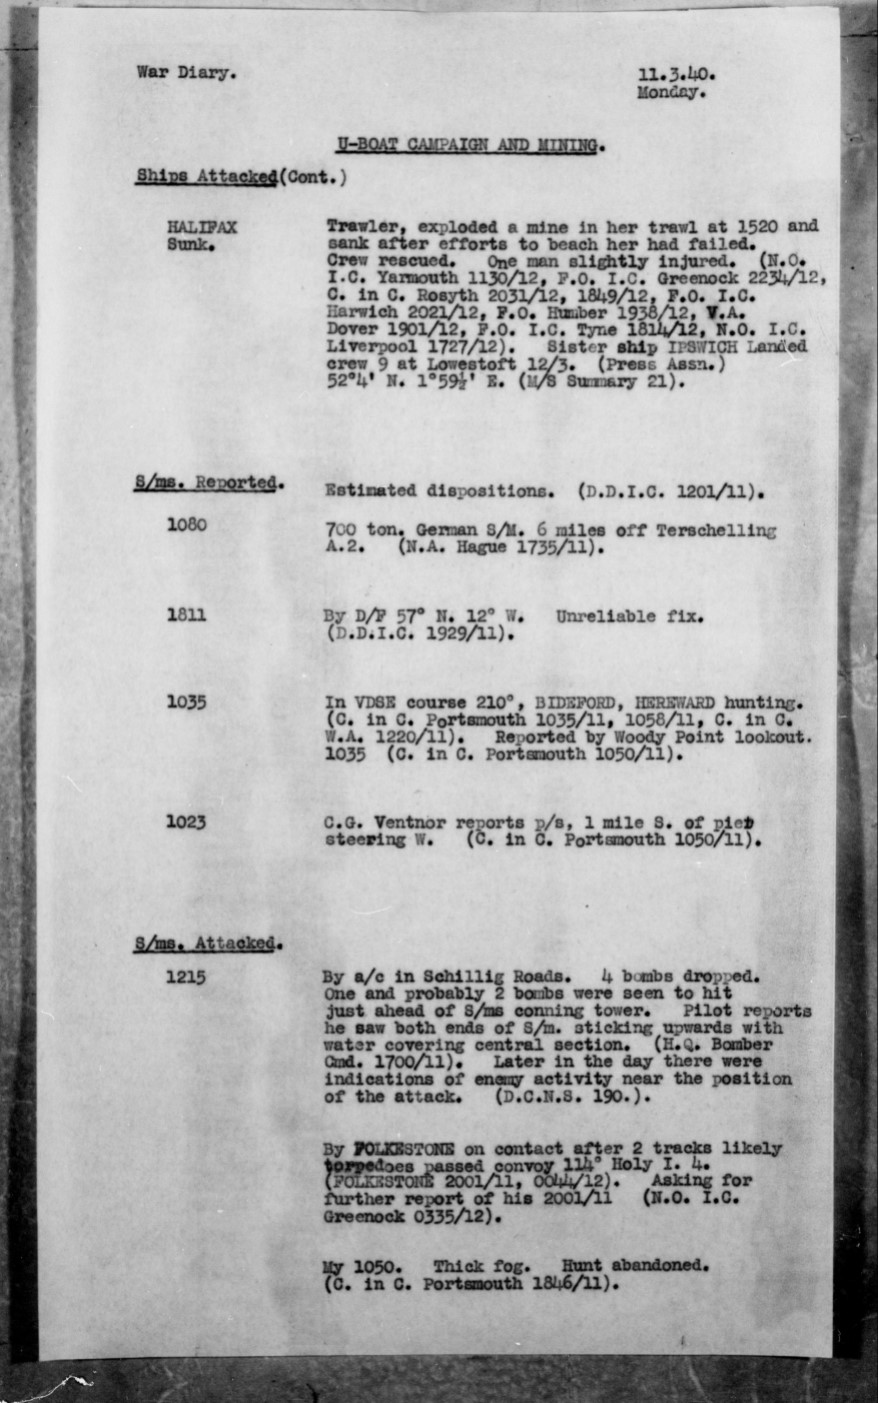 War Diary.
11.3.40.
Monday.
U-BOAT CAMPAIGN AND MINING.
Ships Attacked(Cont.)
HALIFAX
Sunk.
Trawler, exploded a mine in her trawl at 1520 and
sank after efforts to beach her had failed.
Crew rescued. One man slightly injured. (N.O.
I.C. Yarmouth 1130/12, F.O. I.C. Greenock 2234/12,
C. in C. Rosyth 2031/12, 1849/12, F.O. I.C.
Harwich 2021/12, F.O. Humber 1938/12, V.A.
Dover 1901/12, F.O. I.C. Tyne 1814/12, N.O. I.C.
Liverpool 1727/12). Sister ship IPSWICH Landed
crew 9 at Lowestoft 12/3. (Press Assn.)
52°4' N. 1°59½' E. (M/S Summary 21).
S/ms. Reported.
Estimated dispositions. (D.D.I.C. 1201/11).
1080
700 ton. German S/M. 6 miles off Terschelling
A.2. (N.A. Hague 1735/11).
1811
By D/F 57° N. 12° W. Unreliable fix.
(D.D.I.C. 1929/11).
1035
In VDSE course 210°, BIDEFORD, HEREWARD hunting.
(C. in C. Portsmouth 1035/11, 1058/11, C. in C.
W.A. 1220/11). Reported by Woody Point lookout.
1035 (C. in C. Portsmouth 1050/11).
1023
C.G. Ventnor reports p/s, 1 mile S. of pier
steering W. (C. in C. Portsmouth 1050/11).
S/ms. Attacked.
1215
By a/c in Schillig Roads. 4 bombs dropped.
One and probably 2 bombs were seen to hit
just ahead of S/ms conning tower. Pilot reports
he saw both ends of S/m. sticking upwards with
water covering central section. (H.Q. Bomber
Cmd. 1700/11). Later in the day there were
indications of enemy activity near the position
of the attack. (D.C.N.S. 190.).
By FOLKESTONE on contact after 2 tracks likely
torpedoes passed convoy 114° Holy I. 4.
(FOLKESTONE 2001/11, 0044/12). Asking for
further report of his 2001/11 (N.O. I.C.
Greenock 0335/12).
My 1050. Thick fog. Hunt abandoned.
(C. in C. Portsmouth 1846/11).